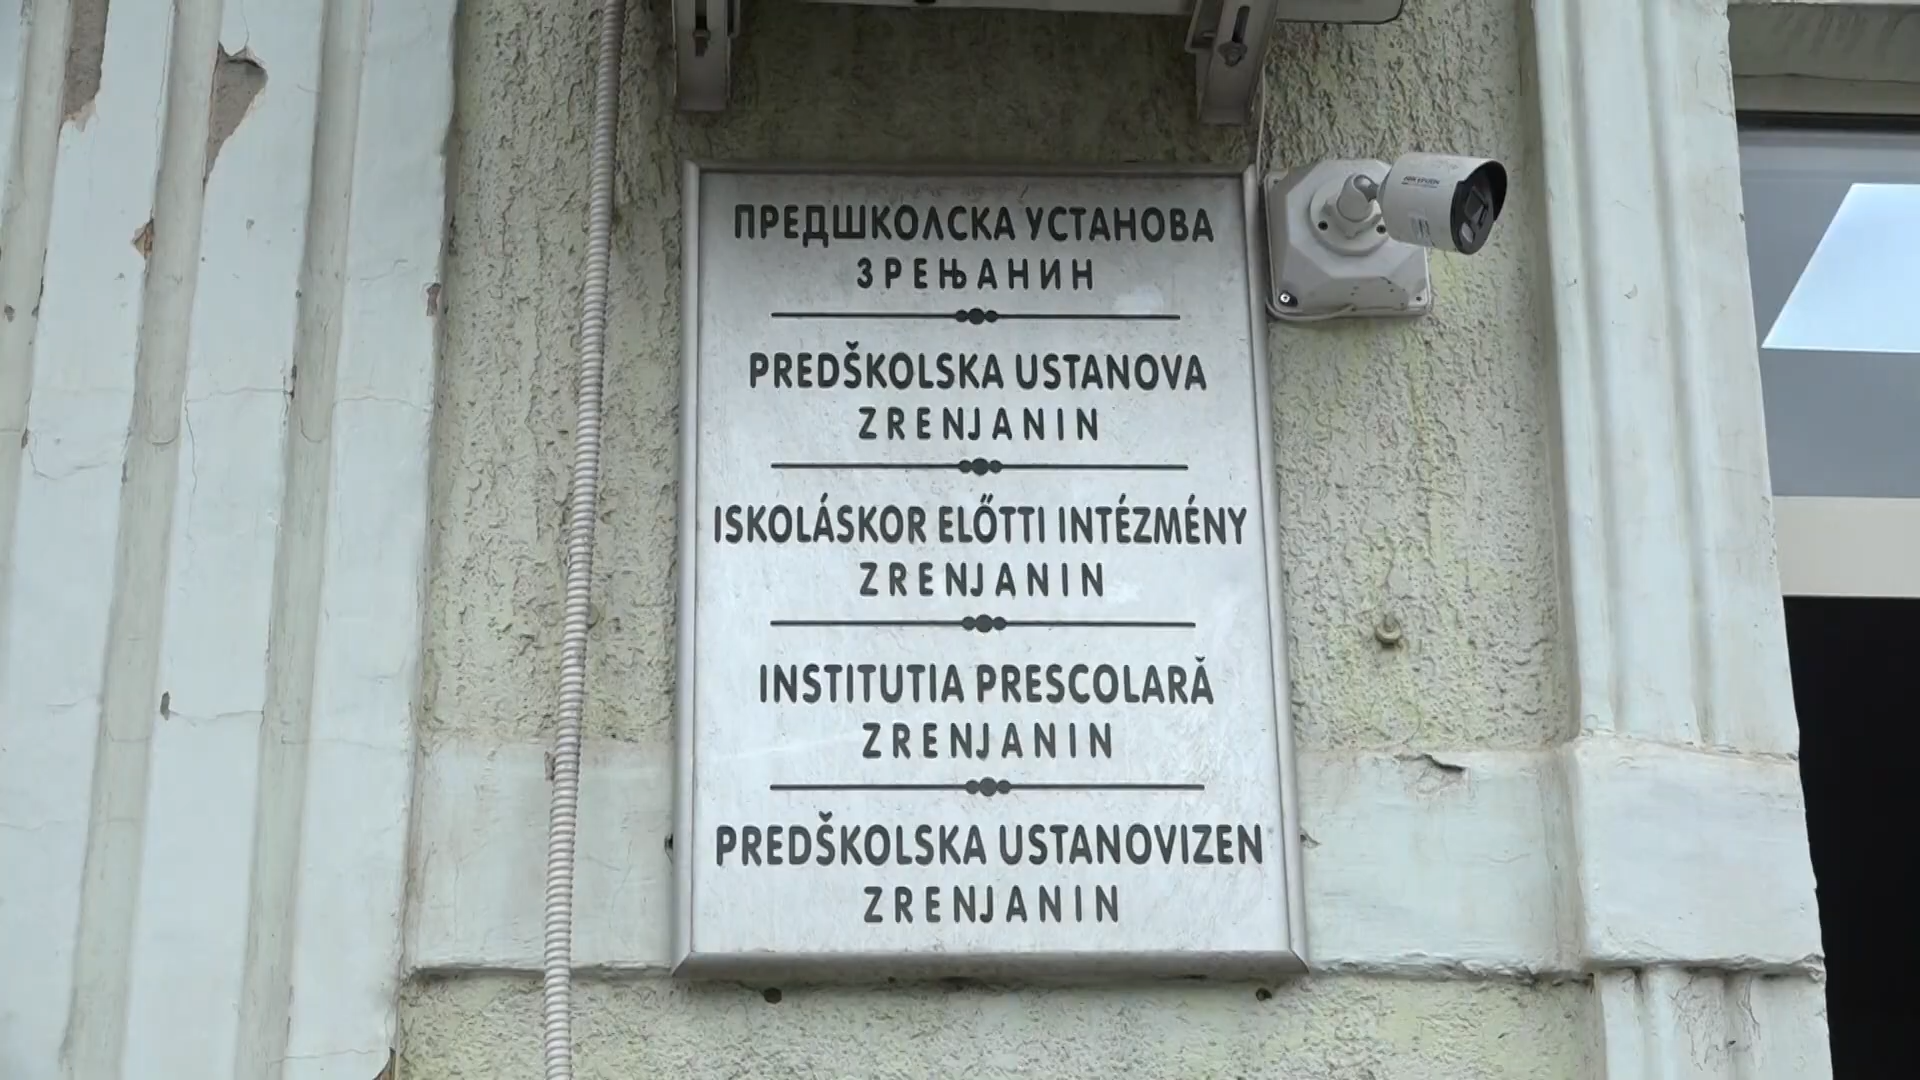 ПРЕДШКОЛСКА УСТАНОВА
ЗРЕЊАНИН
PREDŠKOLSKA USTANOVA
ZRENJANIN
ISKOLÁSKOR ELŐTTI INTÉZMÉNY
ZRENJANIN
INSTITUTIA PRESCOLARĂ
ZRENJANIN
PREDŠKOLSKA USTANOVIZEN
ZRENJANIN